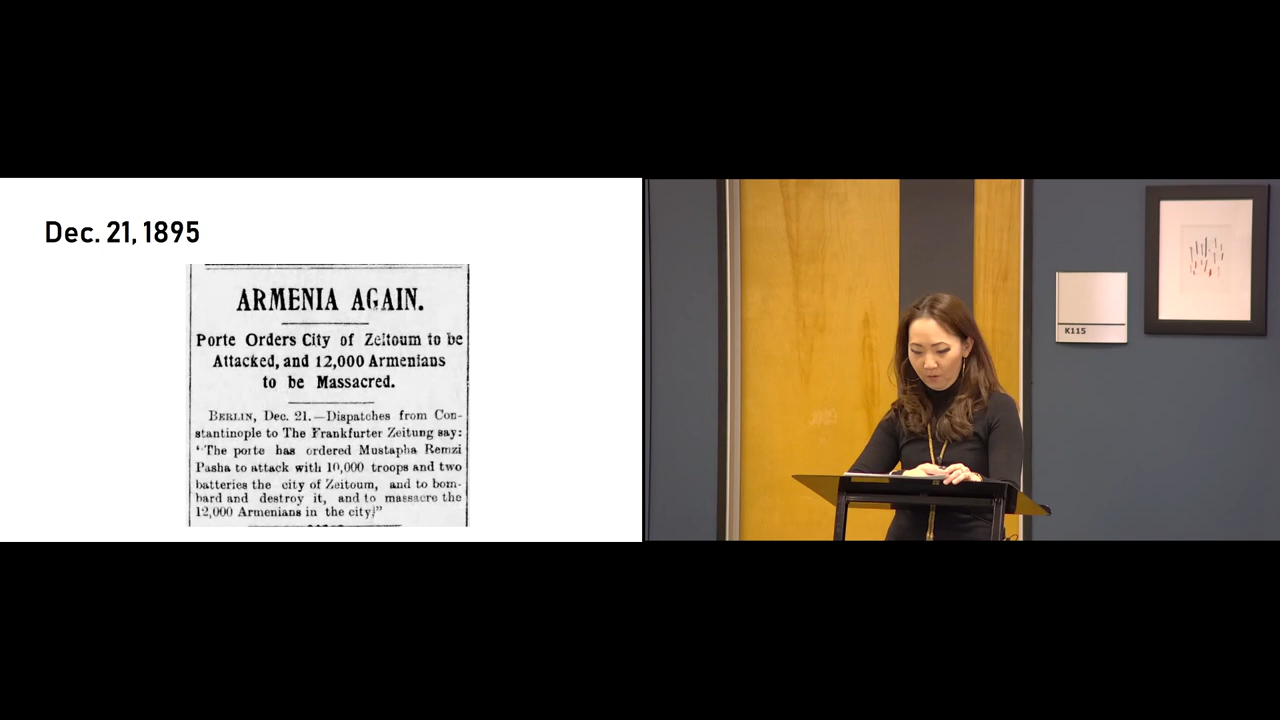 Dec. 21, 1895
ARMENIA AGAIN.
Porte Orders City of Zeitoum to be
Attacked, and 12,000 Armenians
to be Massacred.
BERLIN, Dec. 21.—Dispatches from Con-
stantinople to The Frankfurter Zeitung say:
"The porte has ordered Mustapha Remzi
Pasha to attack with 10,000 troops and two
batteries the city of Zeitoum, and to bom-
bard and destroy it, and to massacre the
12,000 Armenians in the city."
K115